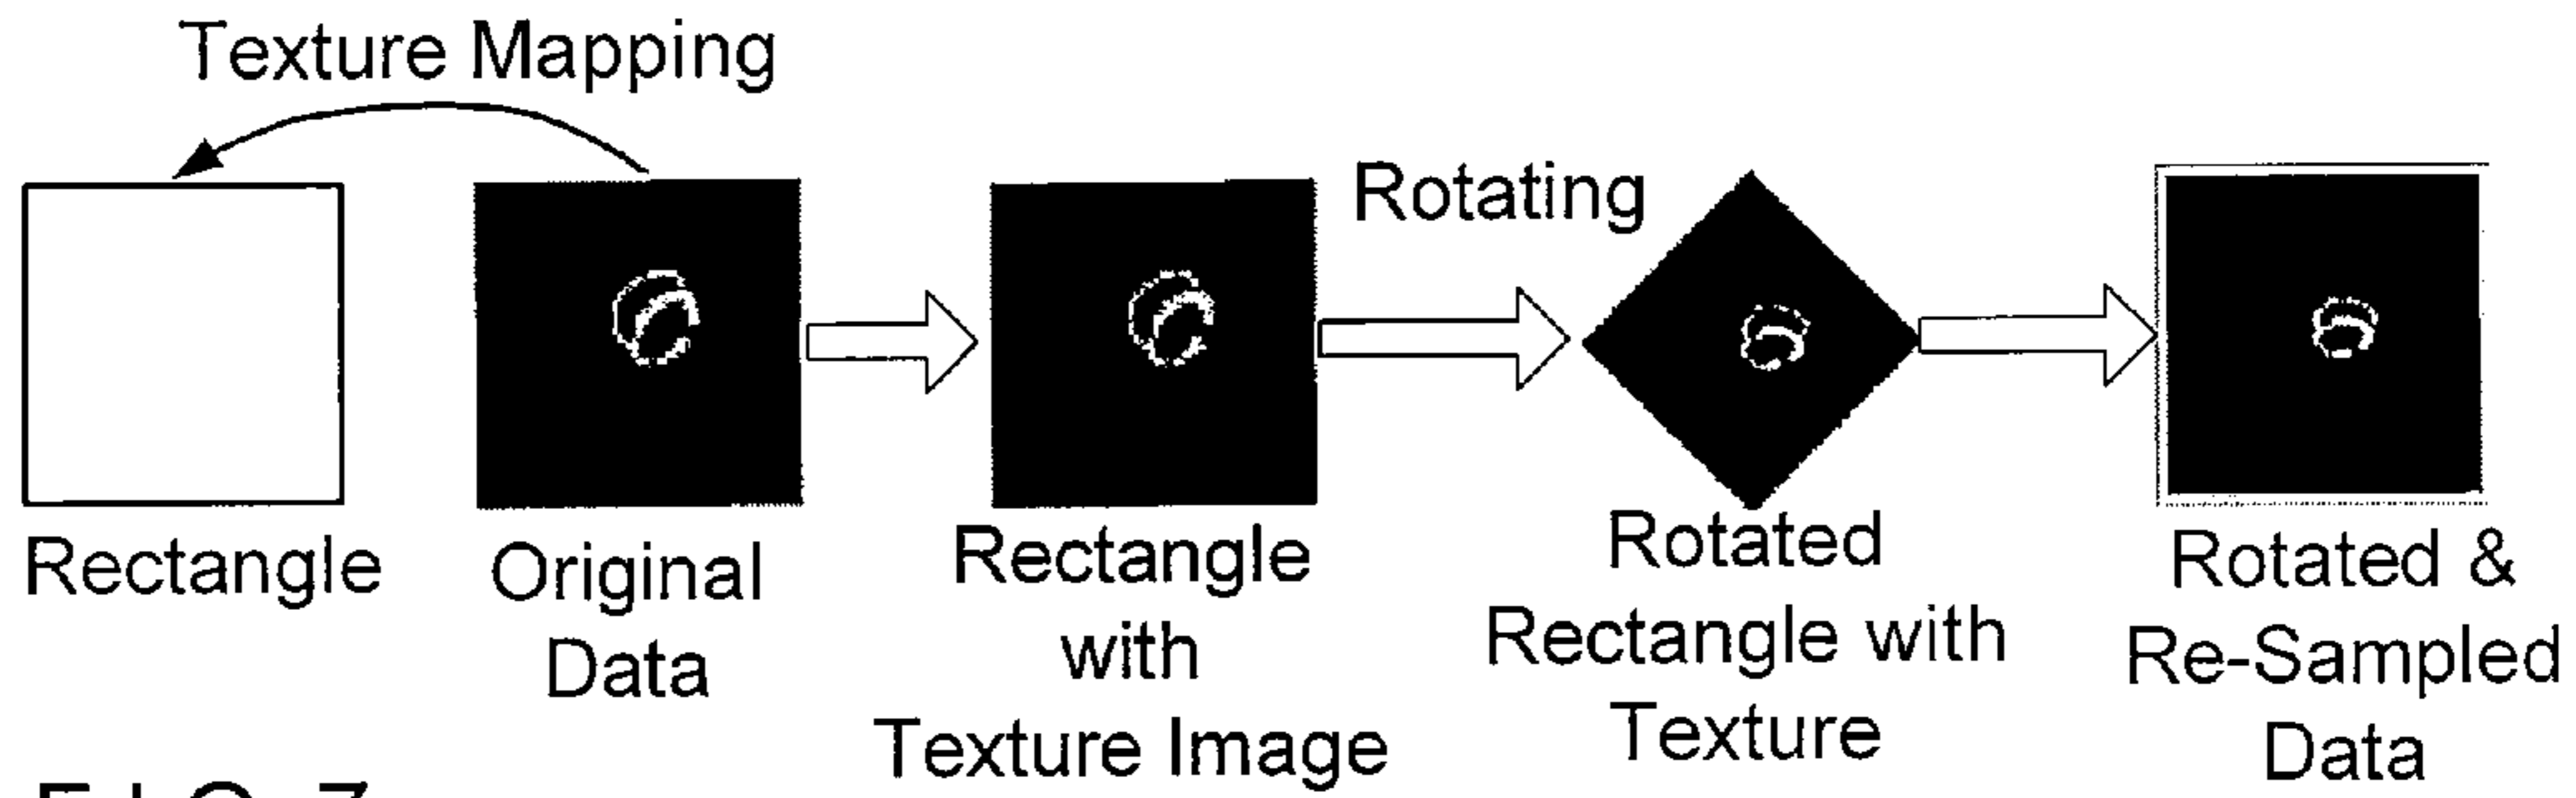 Texture Mapping
Rotating
Rectangle
Original
Data
Rectangle
with
Texture Image
Rotated
Rectangle with
Texture
Rotated &
Re-Sampled
Data